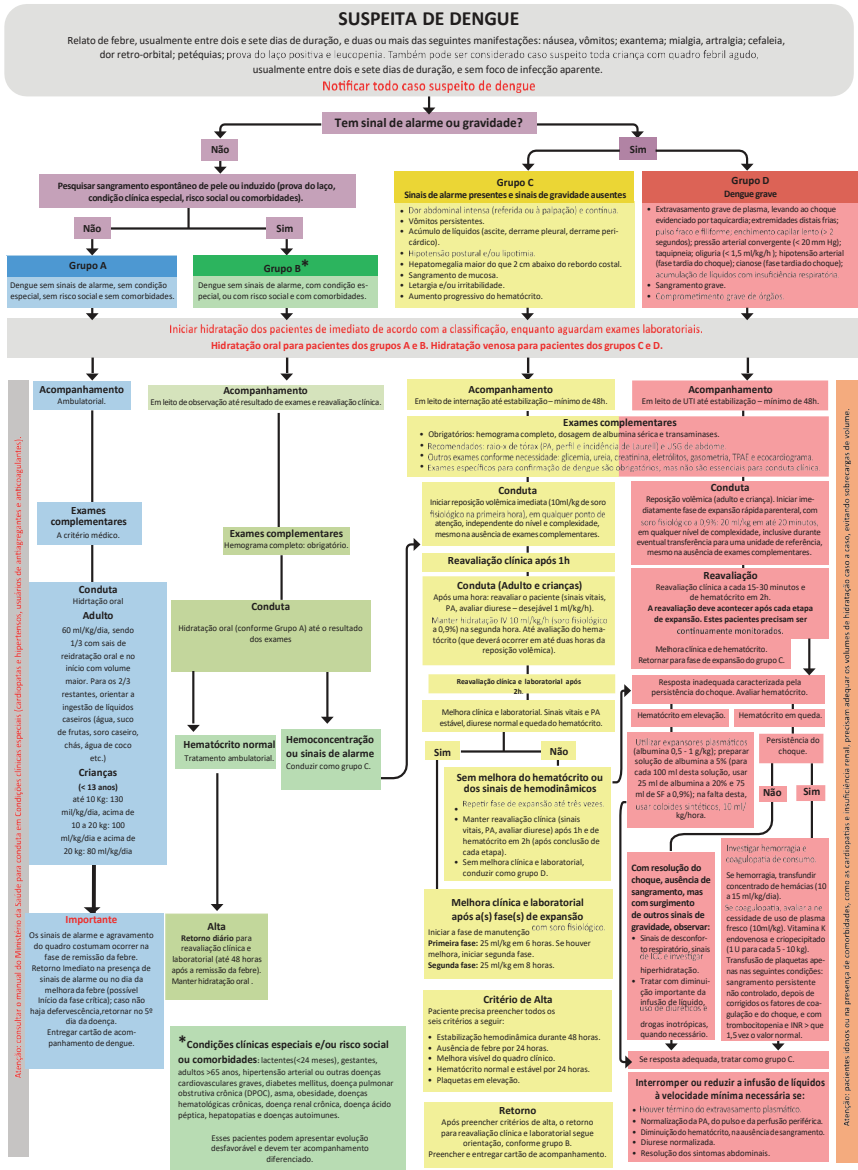 SUSPEITA DE DENGUE
Relato de febre, usualmente entre dois e sete dias de duração, e duas ou mais das seguintes manifestações: náusea, vômitos; exantema; mialgia, artralgia; cefaleia,
dor retro-orbital; petéquias; prova do laço positiva e leucopenia. Também pode ser considerado caso suspeito toda criança com quadro febril agudo,
usualmente entre dois e sete dias de duração, e sem foco de infecção aparente.
Notificar todo caso suspeito de dengue
Tem sinal de alarme ou gravidade?
Não
Sim
Pesquisar sangramento espontâneo de pele ou induzido (prova do laço,
condição clínica especial, risco social ou comorbidades).
Não
Sim
Grupo A
Dengue sem sinais de alarme, sem condição
especial, sem risco social e sem comorbidades.
Grupo B*
Dengue sem sinais de alarme, com condição es-
pecial, ou com risco social e com comorbidades.
Grupo C
Sinais de alarme presentes e sinais de gravidade ausentes
• Dor abdominal intensa (referida ou à palpação) e contínua.
• Vômitos persistentes.
• Acúmulo de líquidos (ascite, derrame pleural, derrame peri-
cárdico).
• Hipotensão postural e/ou lipotimia.
• Hepatomegalia maior do que 2 cm abaixo do rebordo costal.
• Sangramento de mucosa.
• Letargia e/ou irritabilidade.
• Aumento progressivo do hematócrito.
Grupo D
Dengue grave
• Extravasamento grave de plasma, levando ao choque
evidenciado por taquicardia; extremidades distais frias;
pulso fraco e filiforme; enchimento capilar lento (> 2
segundos); pressão arterial convergente (< 20 mm Hg);
taquipneia; oliguria (< 1,5 ml/kg/h ); hipotensão arterial
(fase tardia do choque); cianose (fase tardia do choque);
acumulação de líquidos com insuficiência respiratória.
• Sangramento grave.
• Comprometimento grave de órgãos.
Iniciar hidratação dos pacientes de imediato de acordo com a classificação, enquanto aguardam exames laboratoriais.
Hidratação oral para pacientes dos grupos A e B. Hidratação venosa para pacientes dos grupos C e D.
Atenção: consultar o manual do Ministério da Saúde para conduta em Condições clínicas especiais (cardiopatas e hipertensos, usuários de antiagregantes e anticoagulantes).
Acompanhamento
Ambulatorial.
Exames
complementares
A critério médico.
Conduta
Hidrtação oral
Adulto
60 ml/Kg/dia, sendo
1/3 com sais de
reidratação oral e no
início com volume
maior. Para os 2/3
restantes, orientar a
ingestão de líquidos
caseiros (água, suco
de frutas, soro caseiro,
chás, água de coco
etc.)
Crianças
(< 13 anos)
até 10 Kg: 130
mil/kg/dia, acima de
10 a 20 kg: 100
ml/kg/dia e acima de
20 kg: 80 ml/kg/dia
Importante
Os sinais de alarme e agravamento
do quadro costumam ocorrer na
fase de remissão da febre.
Retorno Imediato na presença de
sinais de alarme ou no dia da
melhora da febre (possível
Início da fase crítica); caso não
haja defervescência,retornar no 5º
dia da doença.
Entregar cartão de acom-
panhamento de dengue.
Acompanhamento
Em leito de observação até resultado de exames e reavaliação clínica.
Exames complementares
Hemograma completo: obrigatório.
Conduta
Hidratação oral (conforme Grupo A) até o resultado
dos exames
Hematócrito normal
Tratamento ambulatorial.
Hemoconcentração
ou sinais de alarme
Conduzir como grupo C.
Alta
Retorno diário para
reavaliação clínica e
laboratorial (até 48 horas
após a remissão da febre).
Manter hidratação oral .
*Condições clínicas especiais e/ou risco social
ou comorbidades: lactentes(<24 meses), gestantes,
adultos >65 anos, hipertensão arterial ou outras doenças
cardiovasculares graves, diabetes mellitus, doença pulmonar
obstrutiva crônica (DPOC), asma, obesidade, doenças
hematológicas crônicas, doença renal crônica, doença ácido
péptica, hepatopatias e doenças autoimunes.
Esses pacientes podem apresentar evolução
desfavorável e devem ter acompanhamento
diferenciado.
Acompanhamento
Em leito de internação até estabilização – mínimo de 48h.
Acompanhamento
Em leito de UTI até estabilização – mínimo de 48h.
Exames complementares
• Obrigatórios: hemograma completo, dosagem de albumina sérica e transaminases.
• Recomendados: raio-x de tórax (PA, perfil e incidência de Laurell) e USG de abdome.
• Outros exames conforme necessidade: glicemia, ureia, creatinina, eletrólitos, gasometria, TPAE e ecocardiograma.
• Exames específicos para confirmação de dengue são obrigatórios, mas não são essenciais para conduta clínica.
Conduta
Iniciar reposição volêmica imediata (10ml/kg de soro
fisiológico na primeira hora), em qualquer ponto de
atenção, independente do nível e complexidade,
mesmo na ausência de exames complementares.
Reavaliação clínica após 1h
Conduta (Adulto e crianças)
Após uma hora: reavaliar o paciente (sinais vitais,
PA, avaliar diurese – desejável 1 ml/kg/h).
Manter hidratação IV 10 ml/kg/h (soro fisiológico
a 0,9%) na segunda hora. Até avaliação do hema-
tócrito (que deverá ocorrer em até duas horas da
reposição volêmica).
Reavaliação clínica e laboratorial após
2h.
Melhora clínica e laboratorial. Sinais vitais e PA
estável, diurese normal e queda do hematócrito.
Sim
Não
Sem melhora do hematócrito ou
dos sinais de hemodinâmicos
• Repetir fase de expansão até três vezes.
• Manter reavaliação clínica (sinais
vitais, PA, avaliar diurese) após 1h e de
hematócrito em 2h (após conclusão de
cada etapa).
• Sem melhora clínica e laboratorial,
conduzir como grupo D.
Melhora clínica e laboratorial
após a(s) fase(s) de expansão
Iniciar a fase de manutenção com soro fisiológico.
Primeira fase: 25 ml/kg em 6 horas. Se houver
melhora, iniciar segunda fase.
Segunda fase: 25 ml/kg em 8 horas.
Critério de Alta
Paciente precisa preencher todos os
seis critérios a seguir:
• Estabilização hemodinâmica durante 48 horas.
• Ausência de febre por 24 horas.
• Melhora visível do quadro clínico.
• Hematócrito normal e estável por 24 horas.
• Plaquetas em elevação.
Retorno
Após preencher critérios de alta, o retorno
para reavaliação clínica e laboratorial segue
orientação, conforme grupo B.
Preencher e entregar cartão de acompanhamento.
Conduta
Reposição volêmica (adulto e criança). Iniciar ime-
diatamente fase de expansão rápida parenteral, com
soro fisiológico a 0,9%: 20 ml/kg em até 20 minutos,
em qualquer nível de complexidade, inclusive durante
eventual transferência para uma unidade de referência,
mesmo na ausência de exames complementares.
Reavaliação
Reavaliação clínica a cada 15-30 minutos e
de hematócrito em 2h.
A reavaliação deve acontecer após cada etapa
de expansão. Estes pacientes precisam ser
continuamente monitorados.
Melhora clínica e de hematócrito.
Retornar para fase de expansão do grupo C.
Resposta inadequada caracterizada pela
persistência do choque. Avaliar hematócrito.
Hematócrito em elevação.
Hematócrito em queda.
Utilizar expansores plasmáticos
(albumina 0,5 - 1 g/kg); preparar
solução de albumina a 5% (para
cada 100 ml desta solução, usar
25 ml de albumina a 20% e 75
ml de SF a 0,9%); na falta desta,
usar coloides sintéticos, 10 ml/
kg/hora.
Persistência do
choque.
Não
Sim
Com resolução do
choque, ausência de
sangramento, mas
com surgimento
de outros sinais de
gravidade, observar:
• Sinais de desconfor-
to respiratório, sinais
de ICC e investigar
hiperhidratação.
• Tratar com diminui-
ção importante da
infusão de líquido,
uso de diuréticos e
drogas inotrópicas,
quando necessário.
Investigar hemorragia e
coagulopatia de consumo.
Se hemorragia, transfundir
concentrado de hemácias (10
a 15 ml/kg/dia).
Se coagulopatia, avaliar a ne
cessidade de uso de plasma
fresco (10ml/kg). Vitamina K
endovenosa e criopecipitado
(1 U para cada 5 - 10 kg).
Transfusão de plaquetas ape-
nas nas seguintes condições:
sangramento persistente
não controlado, depois de
corrigidos os fatores de coa-
gulação e do choque, e com
trombocitopenia e INR > que
1,5 vez o valor normal.
Se resposta adequada, tratar como grupo C.
Interromper ou reduzir a infusão de líquidos
à velocidade mínima necessária se:
• Houver término do extravasamento plasmático.
• Normalização da PA, do pulso e da perfusão periférica.
• Diminuição do hematócrito, na ausência de sangramento.
• Diurese normalizada.
• Resolução dos sintomas abdominais.
Atenção: pacientes idosos ou na presença de comorbidades, como as cardiopatias e insuficiência renal, precisam adequar os volumes de hidratação caso a caso, evitando sobrecargas de volume.